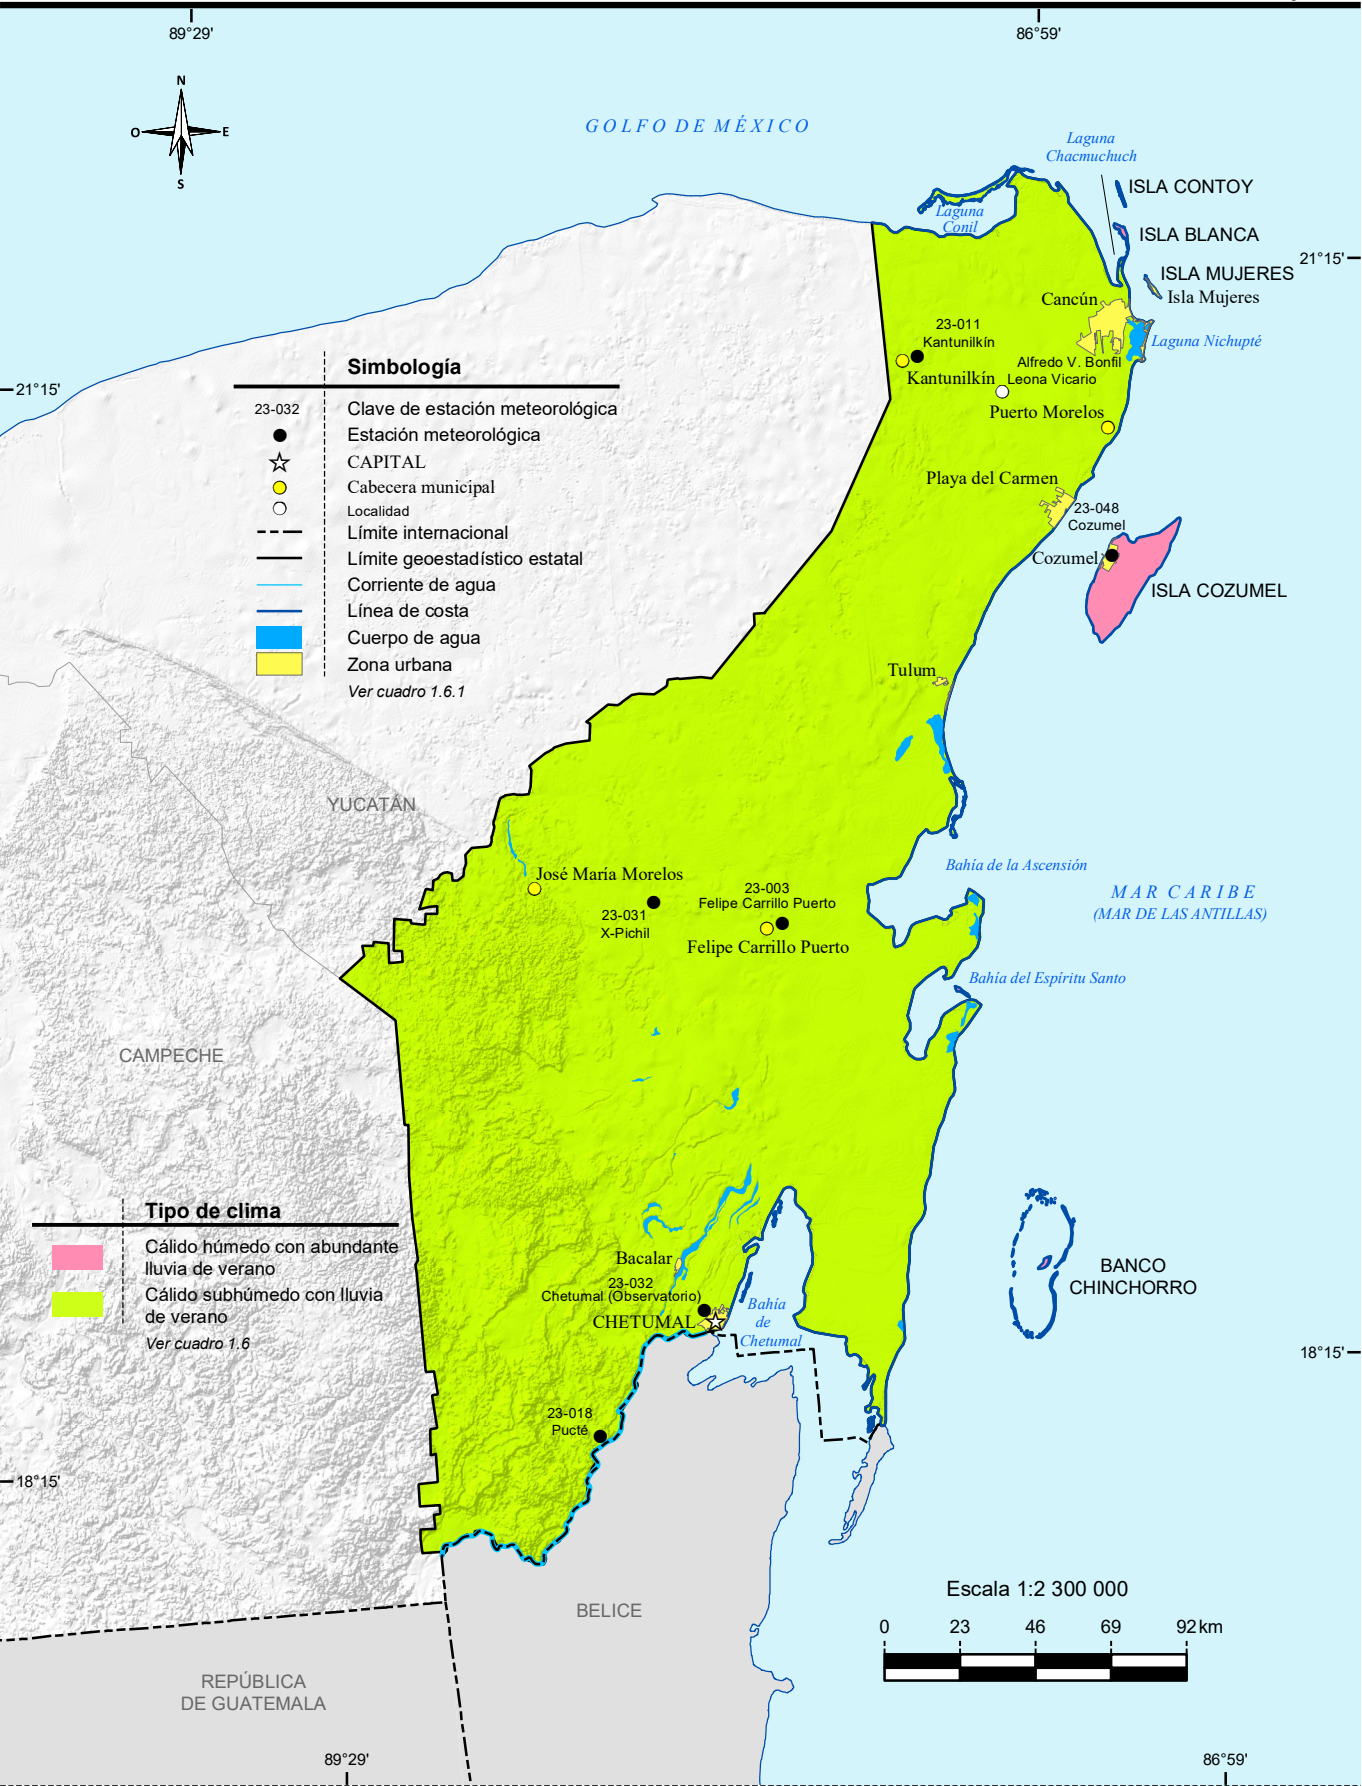 89°29'
86°59'
N
O
E
S
GOLFO DE MÉXICO
Laguna
Chacmuchuch
ISLA CONTOY
Laguna
Conil
ISLA BLANCA
21°15'
ISLA MUJERES
Isla Mujeres
Cancún
23-011
Kantunilkín
Laguna Nichupté
Alfredo V. Bonfil
Kantunilkín
Leona Vicario
Puerto Morelos
21°15'
Simbología
23-032
Clave de estación meteorológica
Estación meteorológica
CAPITAL
Cabecera municipal
Localidad
Límite internacional
Límite geoestadístico estatal
Corriente de agua
Línea de costa
Cuerpo de agua
Zona urbana
Ver cuadro 1.6.1
Playa del Carmen
23-048
Cozumel
Cozumel
ISLA COZUMEL
Tulum
YUCATÁN
Bahía de la Ascensión
José María Morelos
23-003
Felipe Carrillo Puerto
MAR CARIBE
(MAR DE LAS ANTILLAS)
23-031
X-Pichil
Felipe Carrillo Puerto
Bahía del Espíritu Santo
CAMPECHE
Tipo de clima
Cálido húmedo con abundante
lluvia de verano
Cálido subhúmedo con lluvia
de verano
Ver cuadro 1.6
Bacalar
23-032
Chetumal (Observatorio)
CHETUMAL
Bahía
de
Chetumal
BANCO
CHINCHORRO
18°15'
23-018
Pucté
18°15'
BELICE
Escala 1:2 300 000
0 23 46 69 92 km
REPÚBLICA
DE GUATEMALA
89°29'
86°59'